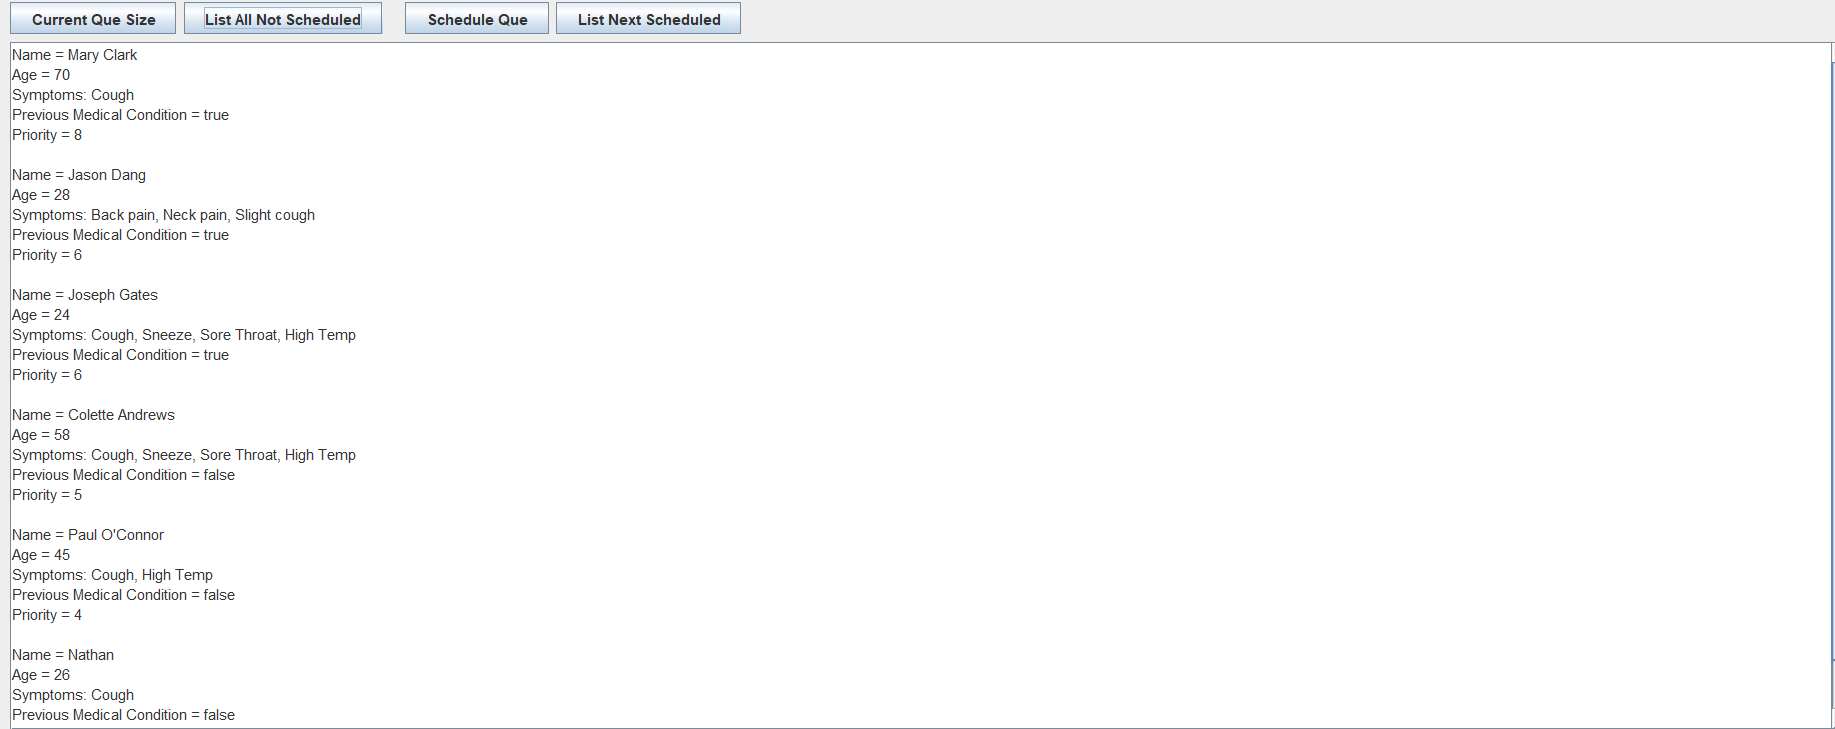 Current Que Size List All Not Scheduled Schedule Que List Next Scheduled
Name = Mary Clark
Age = 70
Symptoms: Cough
Previous Medical Condition = true
Priority = 8
Name = Jason Dang
Age = 28
Symptoms: Back pain, Neck pain, Slight cough
Previous Medical Condition = true
Priority = 6
Name = Joseph Gates
Age = 24
Symptoms: Cough, Sneeze, Sore Throat, High Temp
Previous Medical Condition = true
Priority = 6
Name = Colette Andrews
Age = 58
Symptoms: Cough, Sneeze, Sore Throat, High Temp
Previous Medical Condition = false
Priority = 5
Name = Paul O'Connor
Age = 45
Symptoms: Cough, High Temp
Previous Medical Condition = false
Priority = 4
Name = Nathan
Age = 26
Symptoms: Cough
Previous Medical Condition = false